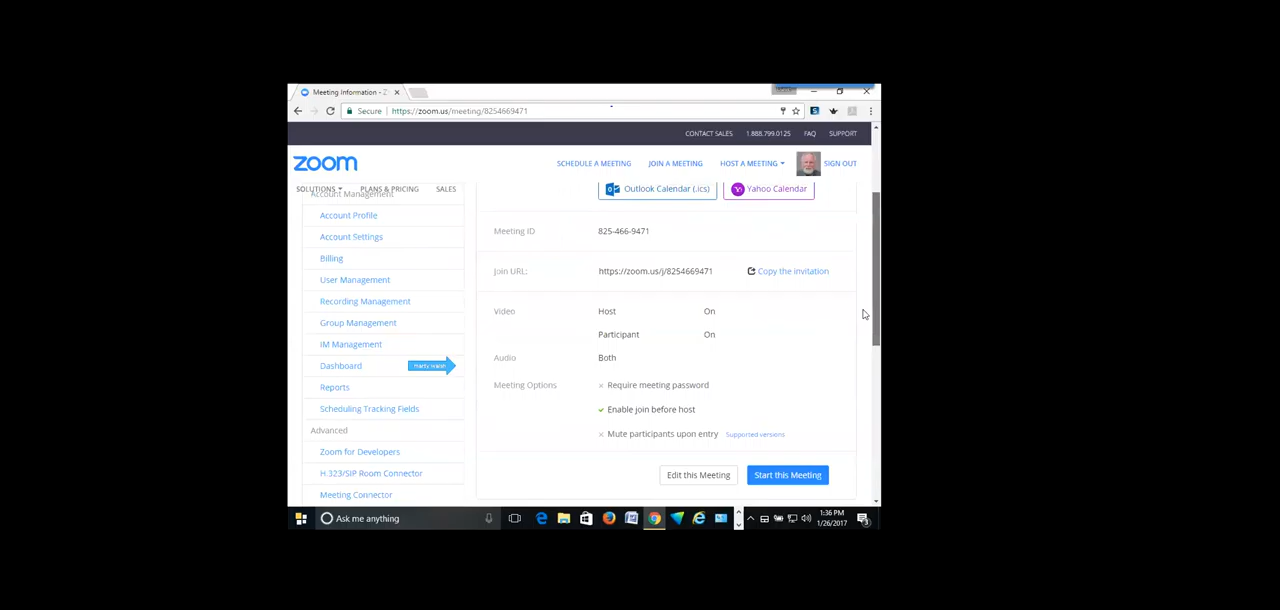 Meeting Information - Z
Secure https://zoom.us/meeting/8254669471
CONTACT SALES 1.888.799.0125 FAQ SUPPORT
zoom SCHEDULE A MEETING JOIN A MEETING HOST A MEETING SIGN OUT
SOLUTIONS PLANS & PRICING SALES
Account Management
Outlook Calendar (.ics) Yahoo Calendar
Account Profile
Meeting ID 825-466-9471
Account Settings
Billing
Join URL: https://zoom.us/j/8254669471 Copy the invitation
User Management
Recording Management
Video Host On
Group Management
Participant On
IM Management
Audio Both
Dashboard
Reports
Meeting Options Require meeting password
Scheduling Tracking Fields
Enable join before host
Advanced
Mute participants upon entry Supported versions
Zoom for Developers
H.323/SIP Room Connector
Edit this Meeting Start this Meeting
Meeting Connector
Ask me anything
1:36 PM
1/26/2017